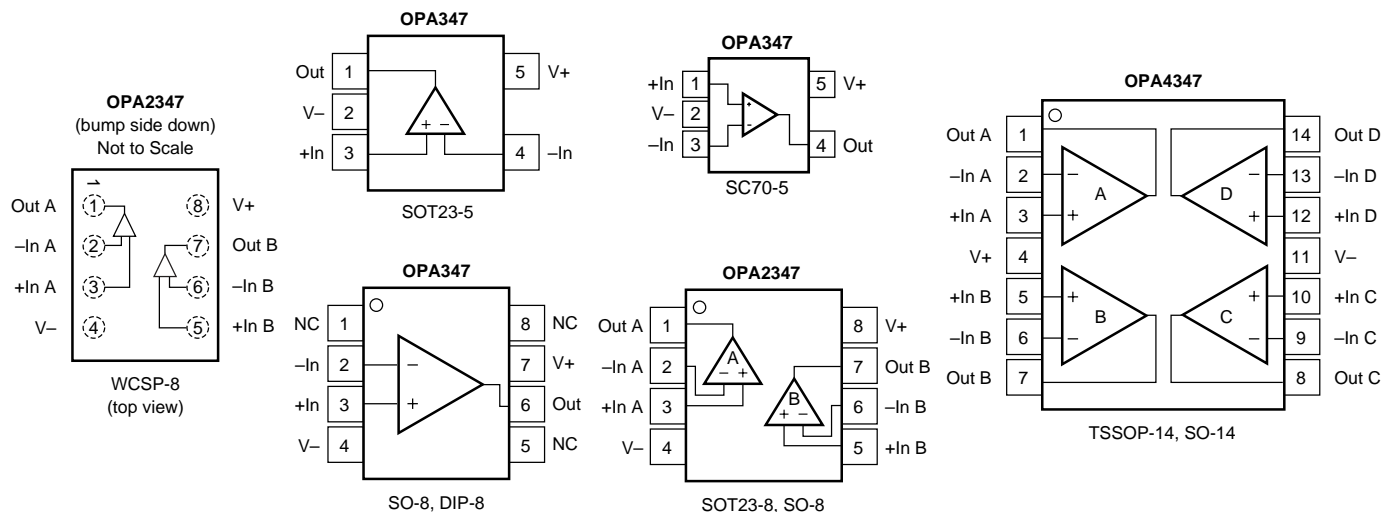 OPA2347
(bump side down)
Not to Scale
Out A 1 8 V+
–In A 2 7 Out B
+In A 3 6 –In B
V– 4 5 +In B
WCSP-8
(top view)
OPA347
Out 1 5 V+
V– 2
+In 3 4 –In
+ –
SOT23-5
OPA347
+In 1 5 V+
V– 2
–In 3 4 Out
+
-
SC70-5
OPA347
NC 1 8 NC
–In 2 – 7 V+
+In 3 + 6 Out
V– 4 5 NC
SO-8, DIP-8
OPA2347
Out A 1 8 V+
–In A 2 7 Out B
+In A 3 6 –In B
V– 4 5 +In B
A
– +
B
+ –
SOT23-8, SO-8
OPA4347
Out A 1 14 Out D
–In A 2 – – 13 –In D
A D
+In A 3 + + 12 +In D
V+ 4 11 V–
+In B 5 + + 10 +In C
B C
–In B 6 – – 9 –In C
Out B 7 8 Out C
TSSOP-14, SO-14